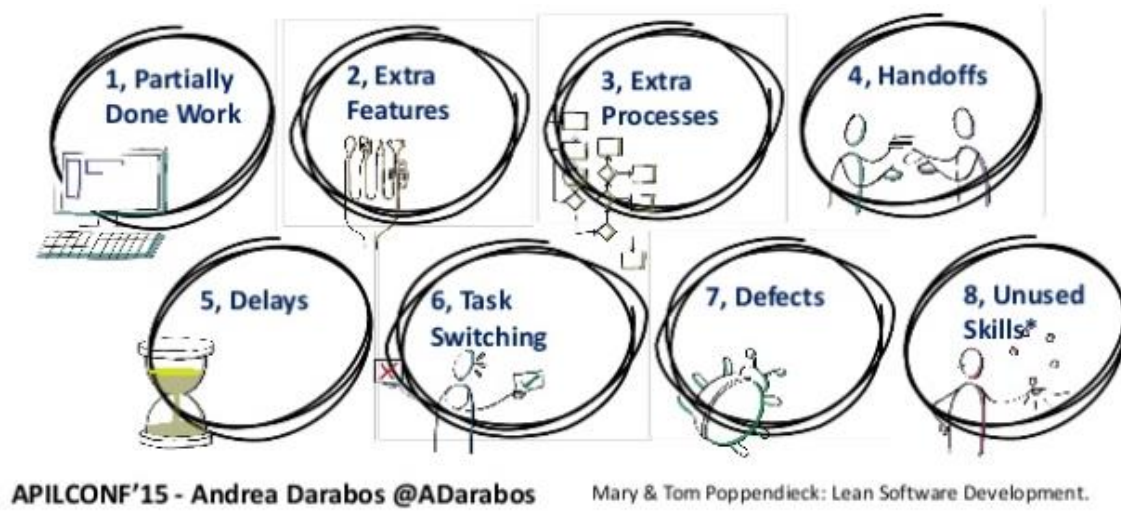 1, Partially
Done Work
2, Extra
Features
3, Extra
Processes
4, Handoffs
5, Delays
6, Task
Switching
7, Defects
8, Unused
Skills*
APILCONF'15 - Andrea Darabos @ADarabos
Mary & Tom Poppendieck: Lean Software Development.